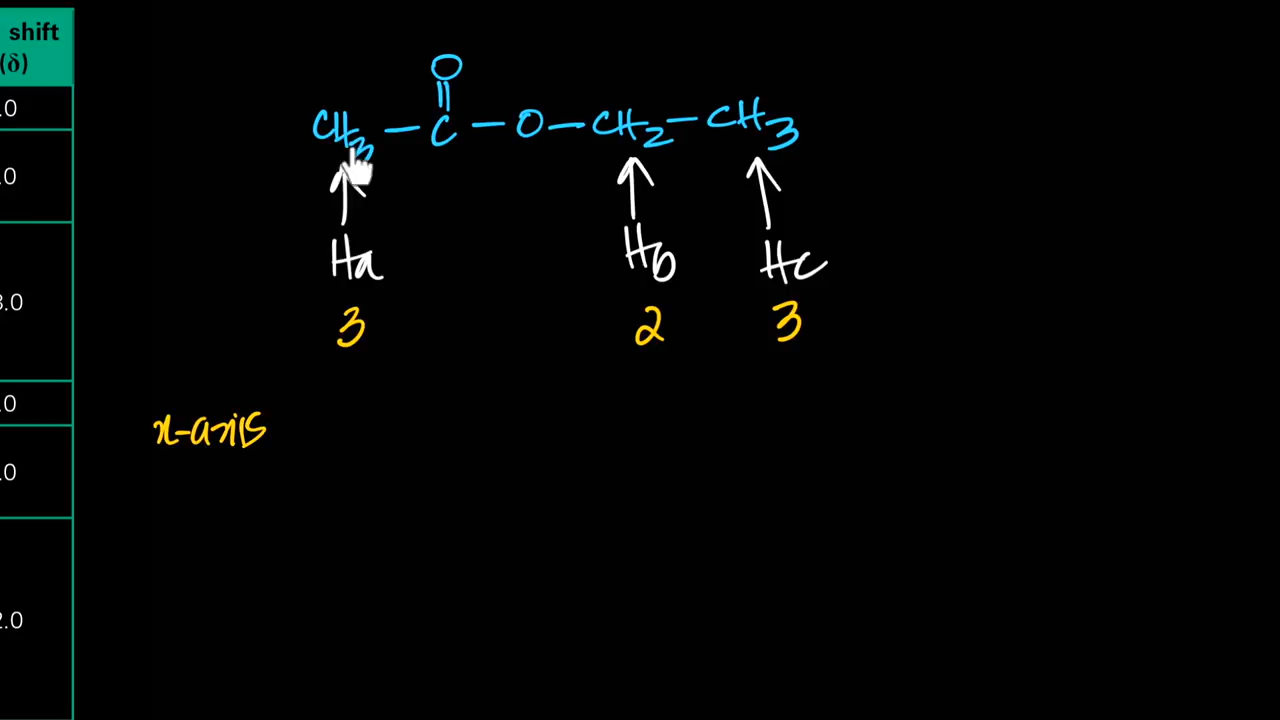 shift
(δ)
.0
.0
3.0
.0
.0
2.0
O
||
CH3 — C — O — CH2 — CH3
Ha Hb Hc
3 2 3
x-axis